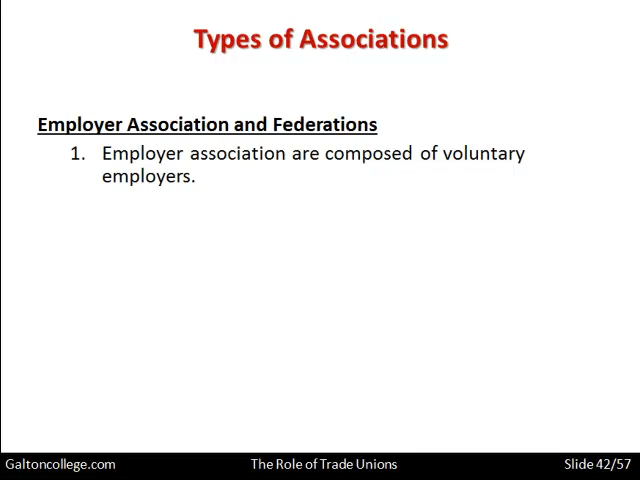 Types of Associations
Employer Association and Federations
1. Employer association are composed of voluntary
employers.
Galtoncollege.com The Role of Trade Unions Slide 42/57